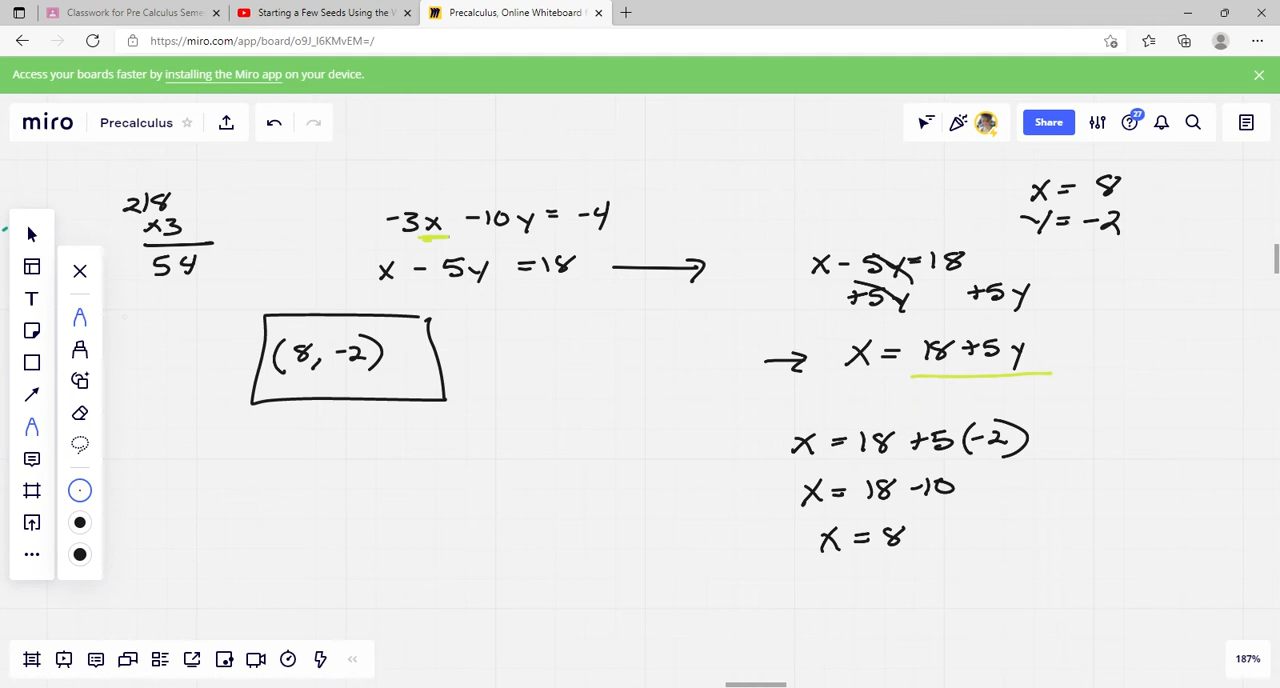 Classwork for Pre Calculus Seme
Starting a Few Seeds Using the W
Precalculus, Online Whiteboard f
https://miro.com/app/board/o9J_l6KMvEM=/
Access your boards faster by installing the Miro app on your device.
miro
Precalculus
Share
27
218
x3
54
-3x -10y = -4
x - 5y = 18
(8, -2)
x = 8
y = -2
x - 5y = 18
+5y +5y
→ x = 18 +5y
x = 18 +5(-2)
x = 18 -10
x = 8
T
187%